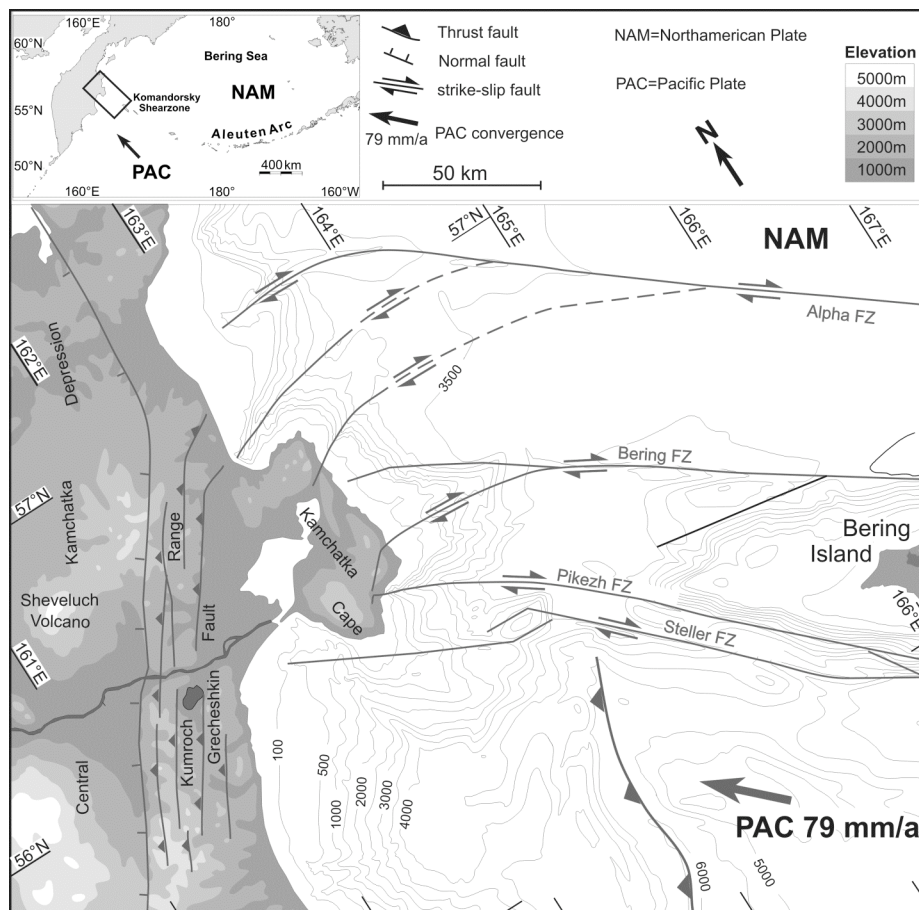 160°E
180°
60°N
55°N
50°N
Bering Sea
NAM
Komandorsky
Shearzone
Aleuten Arc
PAC
400 km
160°E
180°
160°W
Thrust fault
Normal fault
strike-slip fault
79 mm/a
PAC convergence
50 km
NAM=Northamerican Plate
PAC=Pacific Plate
N
Elevation
5000m
4000m
3000m
2000m
1000m
163°E
164°E
57°N
165°E
166°E
167°E
NAM
Alpha FZ
162°E
Depression
3500
Bering FZ
57°N
Kamchatka
Range
Kamchatka
Bering
Island
Sheveluch
Volcano
Fault
Cape
Pikezh FZ
Steller FZ
166°E
161°E
Central
Kumroch
Grecheshkin
100
500
1000
2000
3000
4000
56°N
PAC 79 mm/a
6000
5000